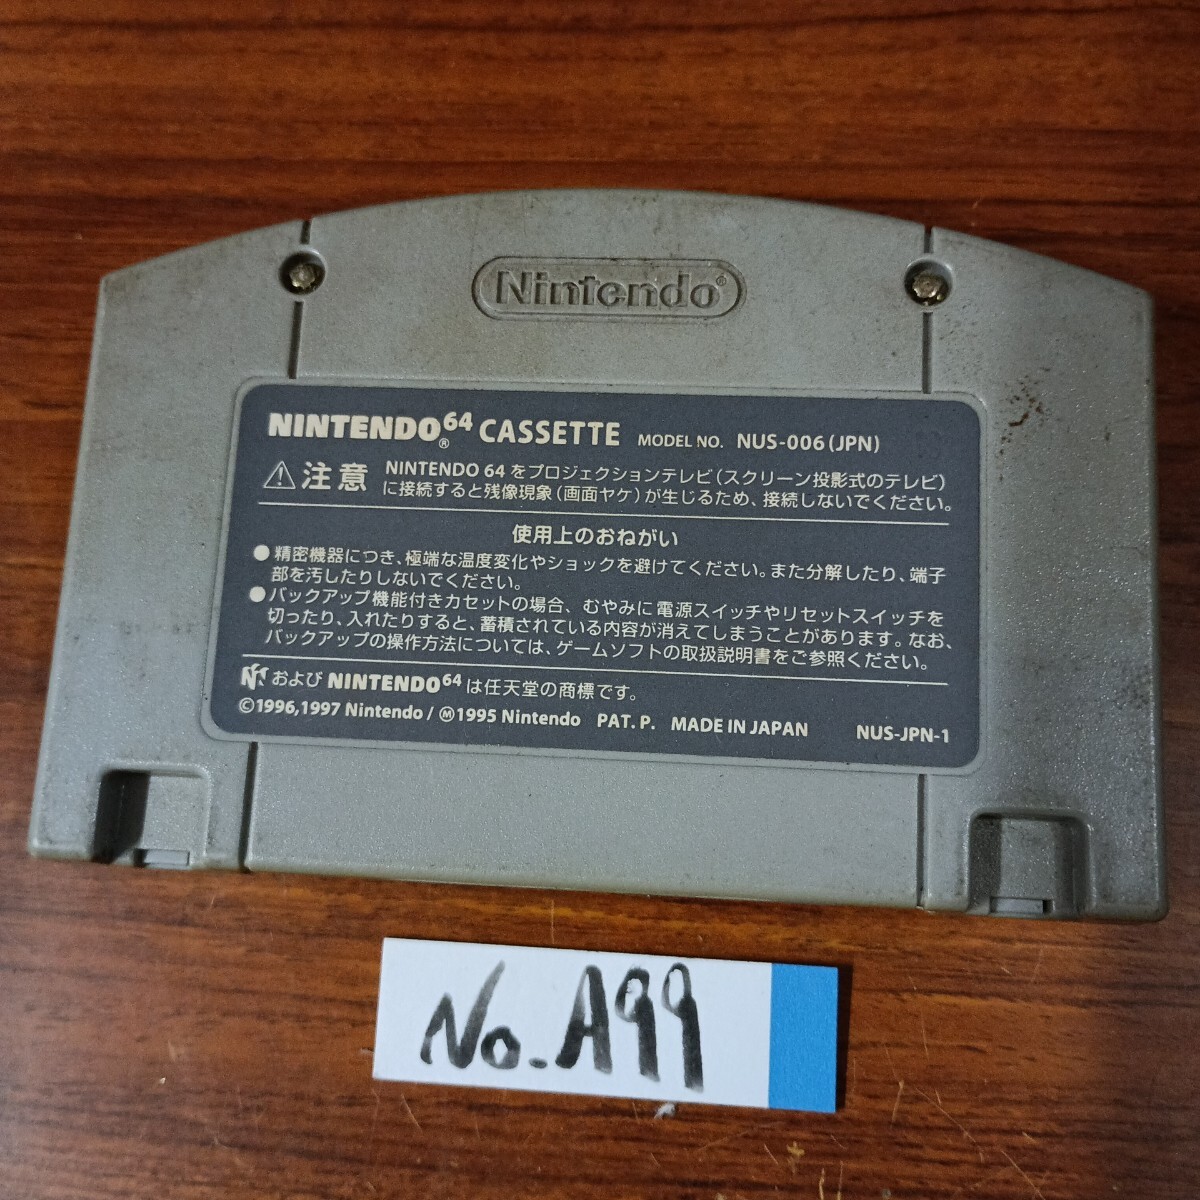 Nintendo®
NINTENDO64® CASSETTE MODEL NO. NUS-006(JPN)
⚠注意 NINTENDO 64をプロジェクションテレビ(スクリーン投影式のテレビ)
に接続すると残像現象(画面ヤケ)が生じるため、接続しないでください。
使用上のおねがい
●精密機器につき、極端な温度変化やショックを避けてください。また分解したり、端子
部を汚したりしないでください。
●バックアップ機能付きカセットの場合、むやみに電源スイッチやリセットスイッチを
切ったり、入れたりすると、蓄積されている内容が消えてしまうことがあります。なお、
バックアップの操作方法については、ゲームソフトの取扱説明書をご参照ください。
および NINTENDO64 は任天堂の商標です。
©1996,1997 Nintendo / Ⓜ1995 Nintendo PAT. P. MADE IN JAPAN NUS-JPN-1
No. A99